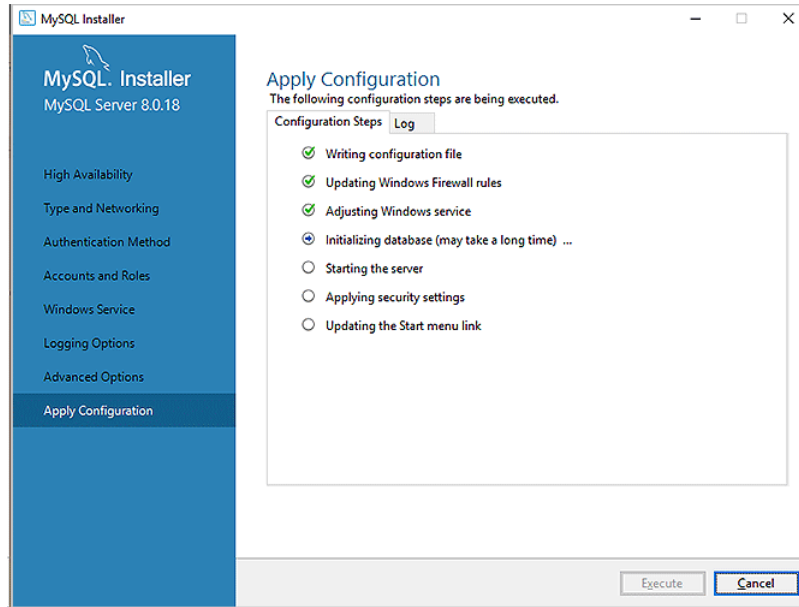 MySQL Installer
MySQL. Installer
MySQL Server 8.0.18
High Availability
Type and Networking
Authentication Method
Accounts and Roles
Windows Service
Logging Options
Advanced Options
Apply Configuration
Apply Configuration
The following configuration steps are being executed.
Configuration Steps Log
Writing configuration file
Updating Windows Firewall rules
Adjusting Windows service
Initializing database (may take a long time) ...
Starting the server
Applying security settings
Updating the Start menu link
Execute Cancel